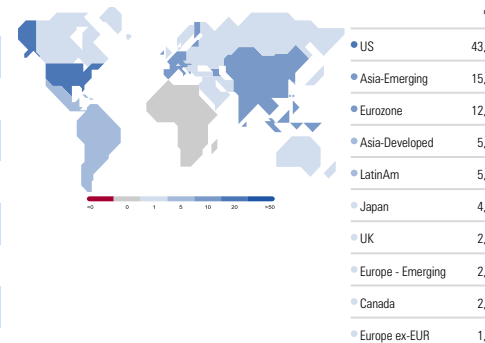 US 43,
Asia-Emerging 15,
Eurozone 12,
Asia-Developed 5,
LatinAm 5,
Japan 4,
UK 2,
Europe - Emerging 2,
Canada 2,
Europe ex-EUR 1,
<0 0 1 5 10 20 >50